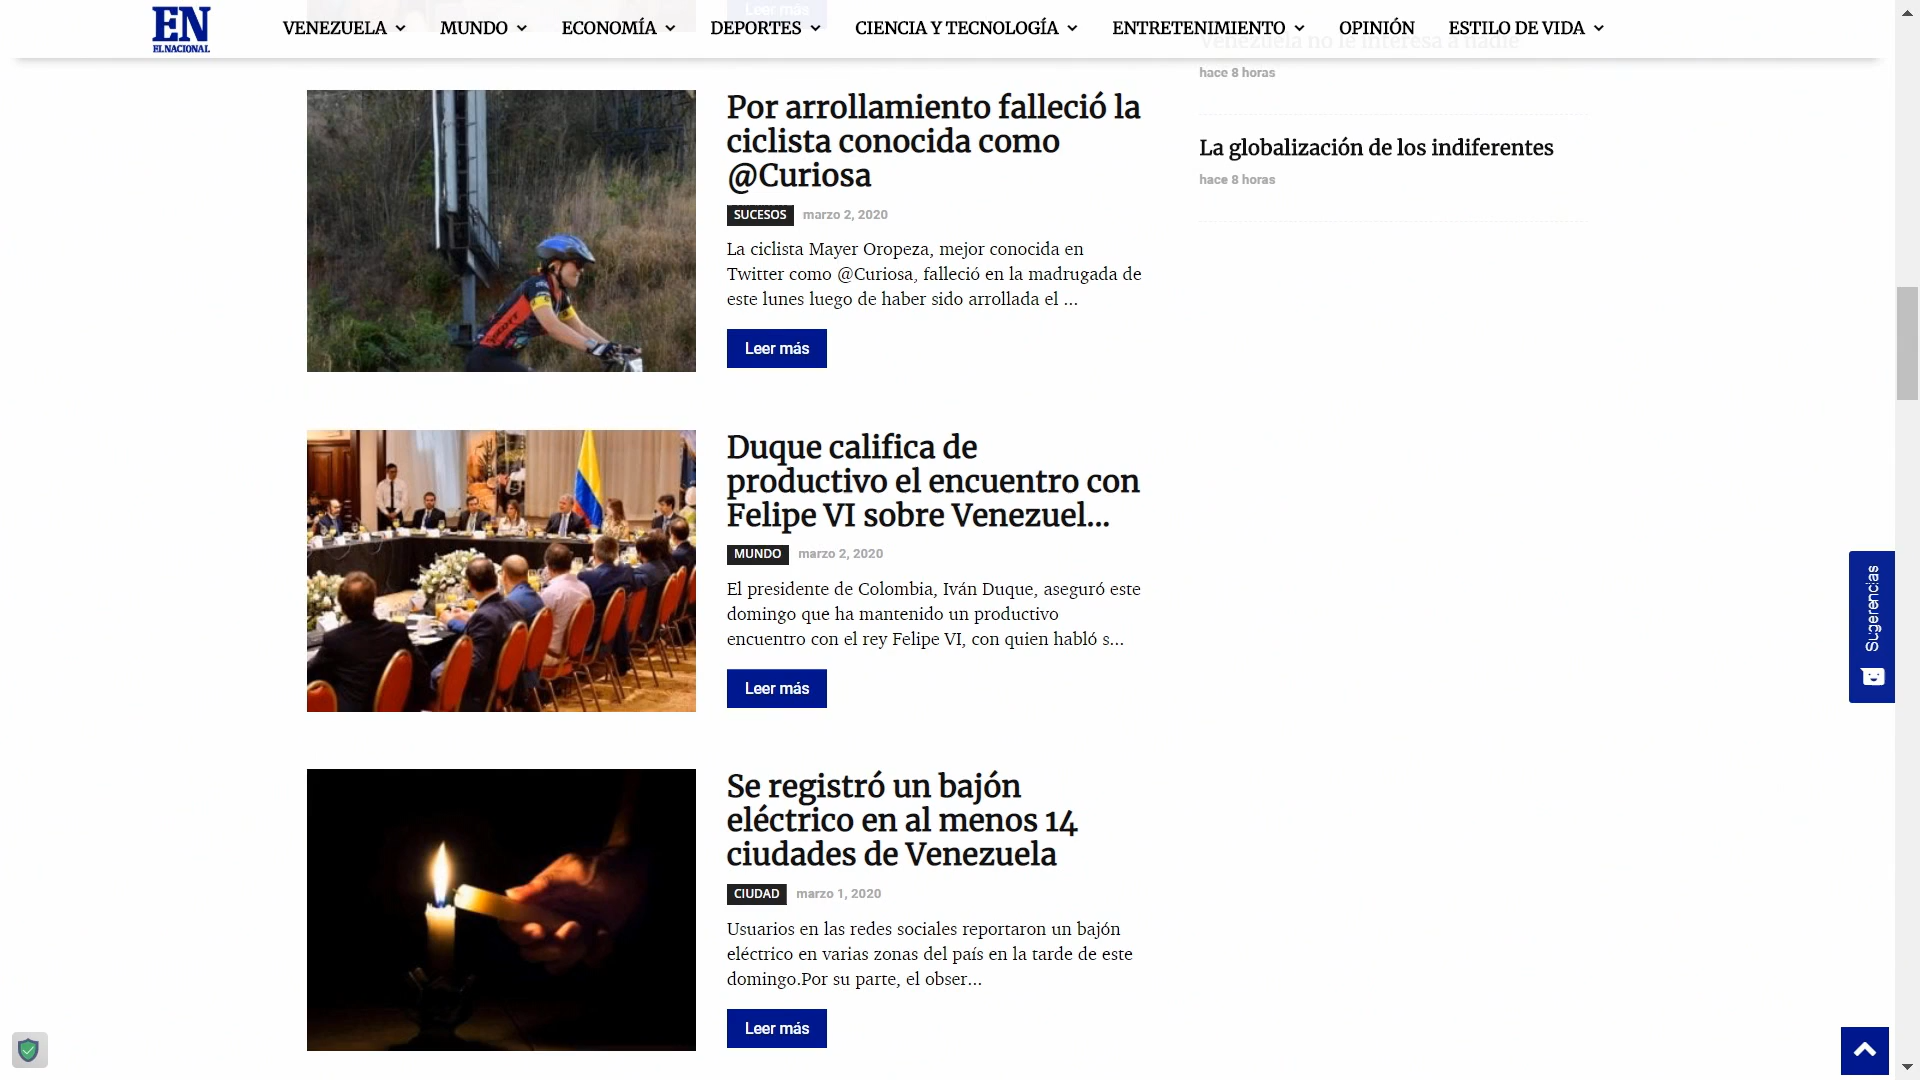 EN
EL NACIONAL
VENEZUELA
MUNDO
ECONOMÍA
DEPORTES
CIENCIA Y TECNOLOGÍA
ENTRETENIMIENTO
OPINIÓN
ESTILO DE VIDA
Leer más
Venezuela no le interesa a nadie
hace 8 horas
La globalización de los indiferentes
hace 8 horas
Por arrollamiento falleció la
ciclista conocida como
@Curiosa
SUCESOS marzo 2, 2020
La ciclista Mayer Oropeza, mejor conocida en
Twitter como @Curiosa, falleció en la madrugada de
este lunes luego de haber sido arrollada el ...
Leer más
Duque califica de
productivo el encuentro con
Felipe VI sobre Venezuel...
MUNDO marzo 2, 2020
El presidente de Colombia, Iván Duque, aseguró este
domingo que ha mantenido un productivo
encuentro con el rey Felipe VI, con quien habló s...
Leer más
Se registró un bajón
eléctrico en al menos 14
ciudades de Venezuela
CIUDAD marzo 1, 2020
Usuarios en las redes sociales reportaron un bajón
eléctrico en varias zonas del país en la tarde de este
domingo.Por su parte, el obser...
Leer más
Sugerencias